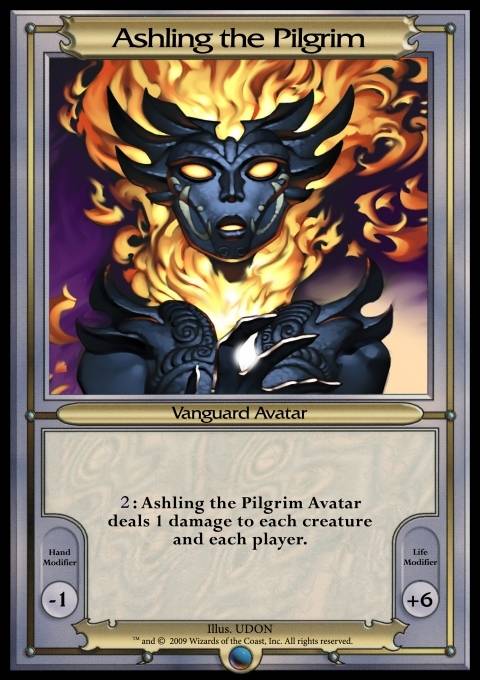 Ashling the Pilgrim
Vanguard Avatar
2: Ashling the Pilgrim Avatar
deals 1 damage to each creature
and each player.
Hand
Modifier
-1
Life
Modifier
+6
Illus. UDON
™ and © 2009 Wizards of the Coast, Inc. All rights reserved.